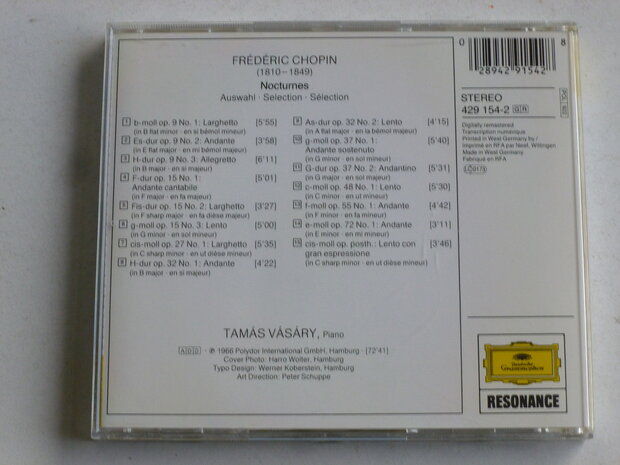 FRÉDÉRIC CHOPIN
(1810–1849)
Nocturnes
Auswahl · Selection · Sélection
1 b-moll op. 9 No. 1: Larghetto [5'55]
(in B flat minor · en si bémol mineur)
2 Es-dur op. 9 No. 2: Andante [3'58]
(in E flat major · en mi bémol majeur)
3 H-dur op. 9 No. 3: Allegretto [6'11]
(in B major · en si majeur)
4 F-dur op. 15 No. 1: [5'01]
Andante cantabile
(in F major · en fa majeur)
5 Fis-dur op. 15 No. 2: Larghetto [3'27]
(in F sharp major · en fa dièse majeur)
6 g-moll op. 15 No. 3: Lento [5'00]
(in G minor · en sol mineur)
7 cis-moll op. 27 No. 1: Larghetto [5'35]
(in C sharp minor · en ut dièse mineur)
8 H-dur op. 32 No. 1: Andante [4'22]
(in B major · en si majeur)
9 As-dur op. 32 No. 2: Lento [4'15]
(in A flat major · en la bémol majeur)
10 g-moll op. 37 No. 1: [5'40]
Andante sostenuto
(in G minor · en sol mineur)
11 G-dur op. 37 No. 2: Andantino [5'31]
(in G major · en sol majeur)
12 c-moll op. 48 No. 1: Lento [5'30]
(in C minor · en ut mineur)
13 f-moll op. 55 No. 1: Andante [4'42]
(in F minor · en fa mineur)
14 e-moll op. 72 No. 1: Andante [3'11]
(in E minor · en mi mineur)
15 cis-moll op. posth.: Lento con [3'46]
gran espressione
(in C sharp minor · en ut dièse mineur)
TAMÁS VÁSÁRY, Piano
ADD · ℗ 1966 Polydor International GmbH, Hamburg · [72'41]
Cover Photo: Harro Wolter, Hamburg
Typo Design: Werner Koberstein, Hamburg
Art Direction: Peter Schuppe
0 28942 91542 8
STEREO
429 154-2 GR
Digitally remastered
Transcription numérique
Printed in West Germany by /
Imprimé en RFA par Neef, Wittingen
Made in West Germany
Fabriqué en RFA
LC 0173
Deutsche
Grammophon
RESONANCE